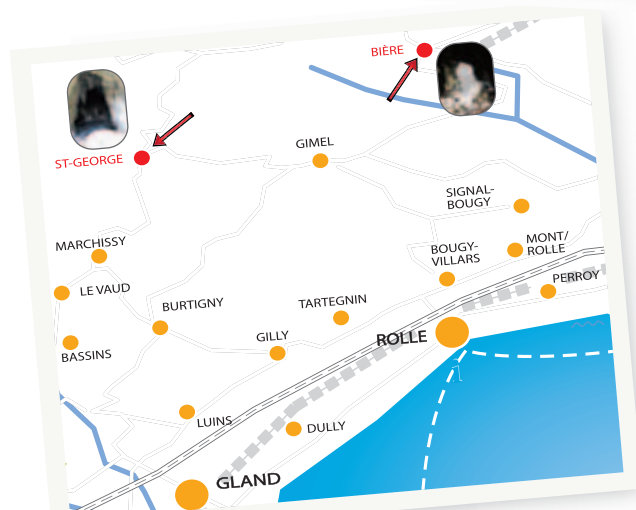 BIÈRE
ST-GEORGE
GIMEL
SIGNAL-
BOUGY
MARCHISSY
BOUGY-
VILLARS
MONT/
ROLLE
LE VAUD
PERROY
BURTIGNY
TARTEGNIN
GILLY
ROLLE
BASSINS
LUINS
DULLY
GLAND